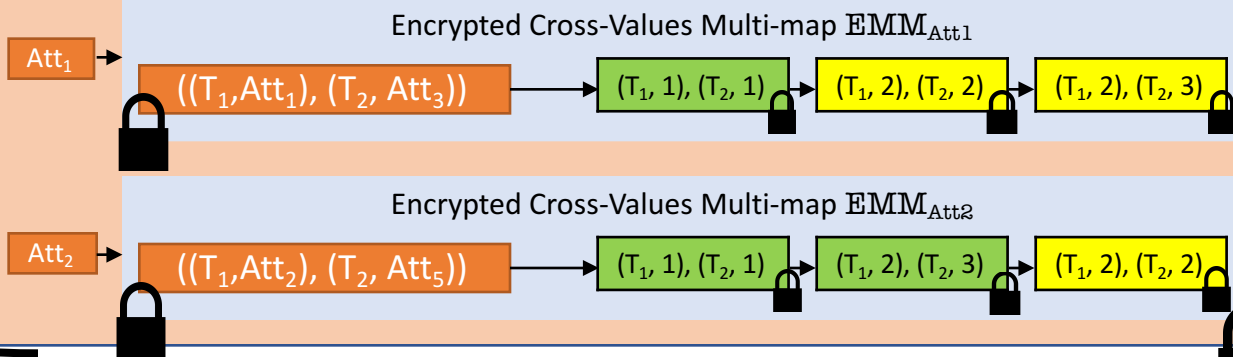 Encrypted Cross-Values Multi-map EMM_Att1
Att₁
((T₁,Att₁), (T₂, Att₃))
(T₁, 1), (T₂, 1)
(T₁, 2), (T₂, 2)
(T₁, 2), (T₂, 3)
Encrypted Cross-Values Multi-map EMM_Att2
Att₂
((T₁,Att₂), (T₂, Att₅))
(T₁, 1), (T₂, 1)
(T₁, 2), (T₂, 3)
(T₁, 2), (T₂, 2)